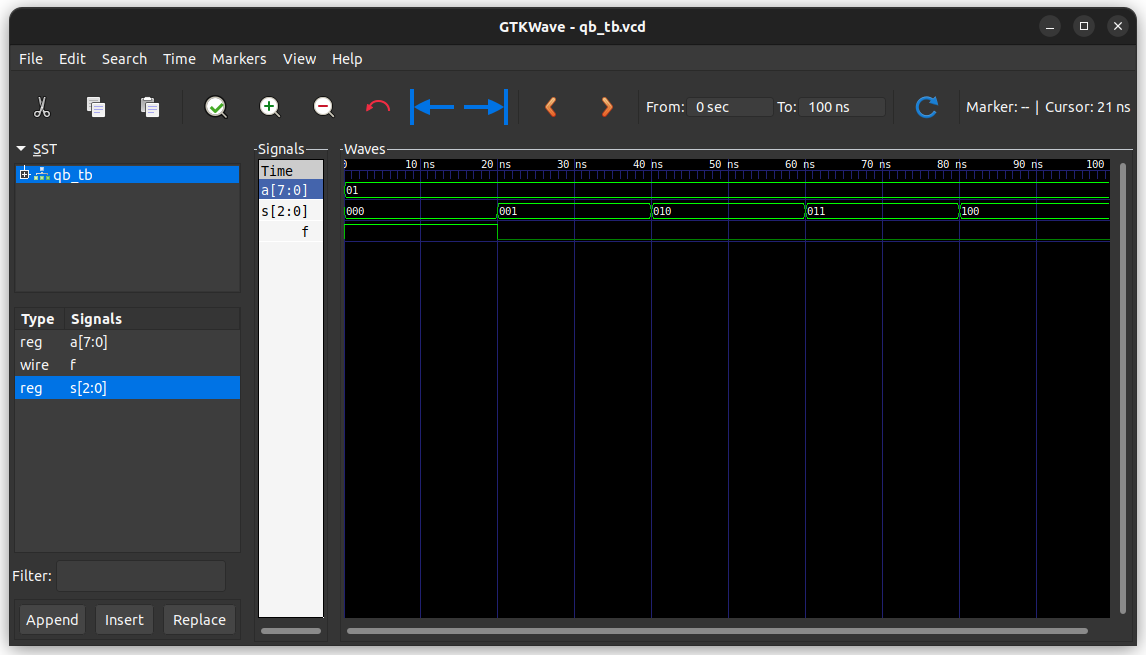 GTKWave - qb_tb.vcd
File Edit Search Time Markers View Help
From: 0 sec To: 100 ns Marker: -- | Cursor: 21 ns
SST
qb_tb
Type Signals
reg a[7:0]
wire f
reg s[2:0]
Filter:
Append Insert Replace
Signals
Time
a[7:0]
s[2:0]
f
Waves
0 10 ns 20 ns 30 ns 40 ns 50 ns 60 ns 70 ns 80 ns 90 ns 100
01
000 001 010 011 100